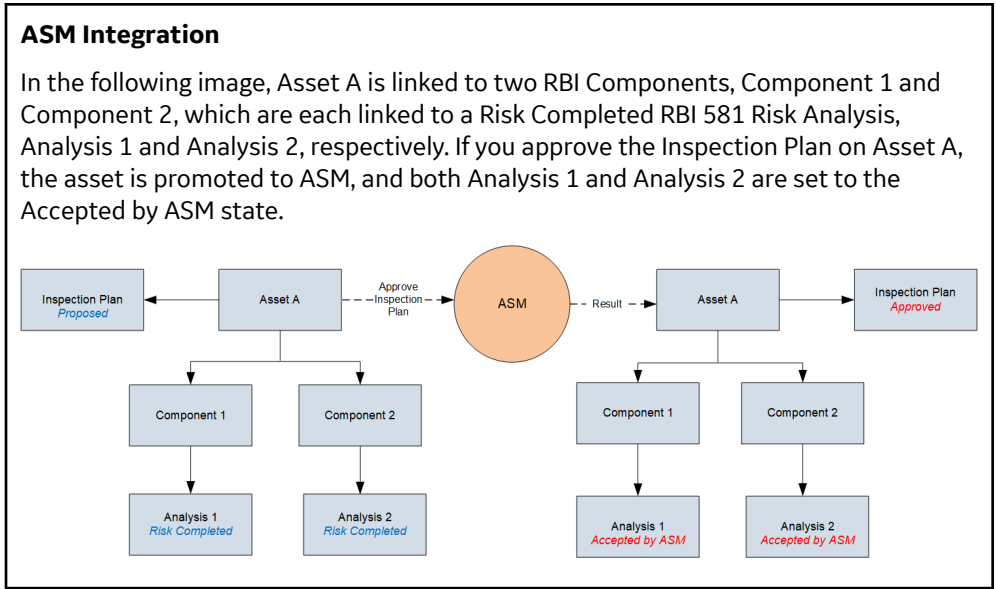 ASM Integration
In the following image, Asset A is linked to two RBI Components, Component 1 and
Component 2, which are each linked to a Risk Completed RBI 581 Risk Analysis,
Analysis 1 and Analysis 2, respectively. If you approve the Inspection Plan on Asset A,
the asset is promoted to ASM, and both Analysis 1 and Analysis 2 are set to the
Accepted by ASM state.
Inspection Plan
Proposed
Asset A
Approve
Inspection
Plan
ASM
Result
Asset A
Inspection Plan
Approved
Component 1
Component 2
Component 1
Component 2
Analysis 1
Risk Completed
Analysis 2
Risk Completed
Analysis 1
Accepted by ASM
Analysis 2
Accepted by ASM